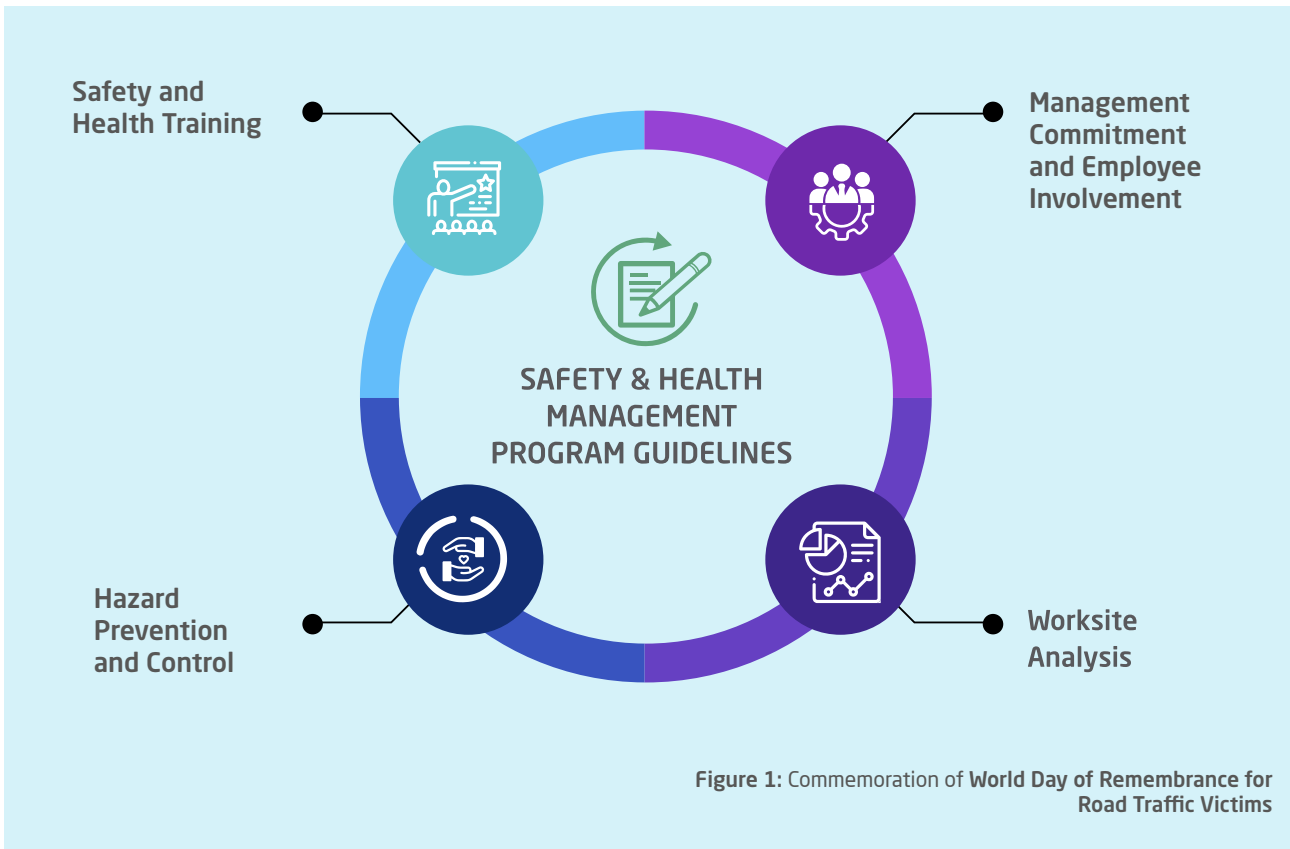 Safety and
Health Training
Management
Commitment
and Employee
Involvement
SAFETY & HEALTH
MANAGEMENT
PROGRAM GUIDELINES
Hazard
Prevention
and Control
Worksite
Analysis
Figure 1: Commemoration of World Day of Remembrance for
Road Traffic Victims